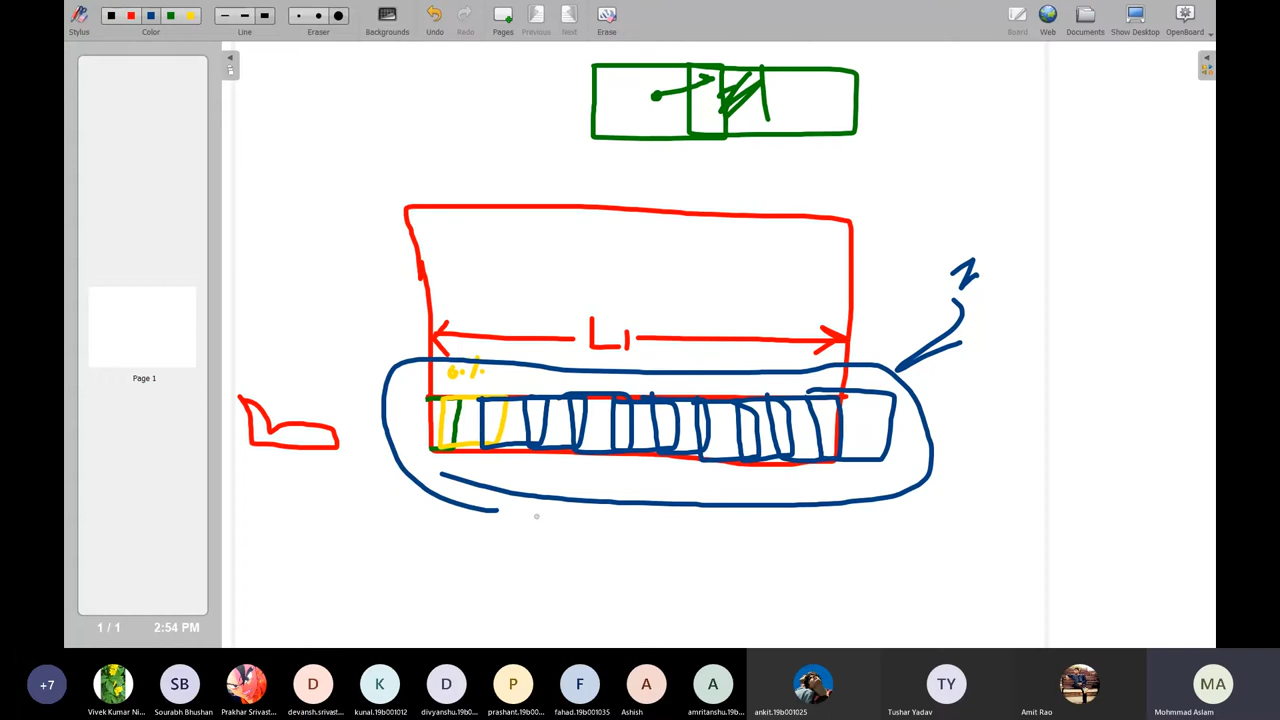 Stylus Color Line Eraser Backgrounds Undo Redo Pages Previous Next Erase Board Web Documents Show Desktop OpenBoard
L1
Page 1
1 / 1 2:54 PM
+7 SB D K D P F A A TY MA
Vivek Kumar Ni... Sourabh Bhushan Prakhar Srivast... devansh.srivast... kunal.19b001012 divyanshu.19b0... prashant.19b00... fahad.19b001035 Ashish amritanshu.19b0... ankit.19b001025 Tushar Yadav Amit Rao Mohmmad Aslam